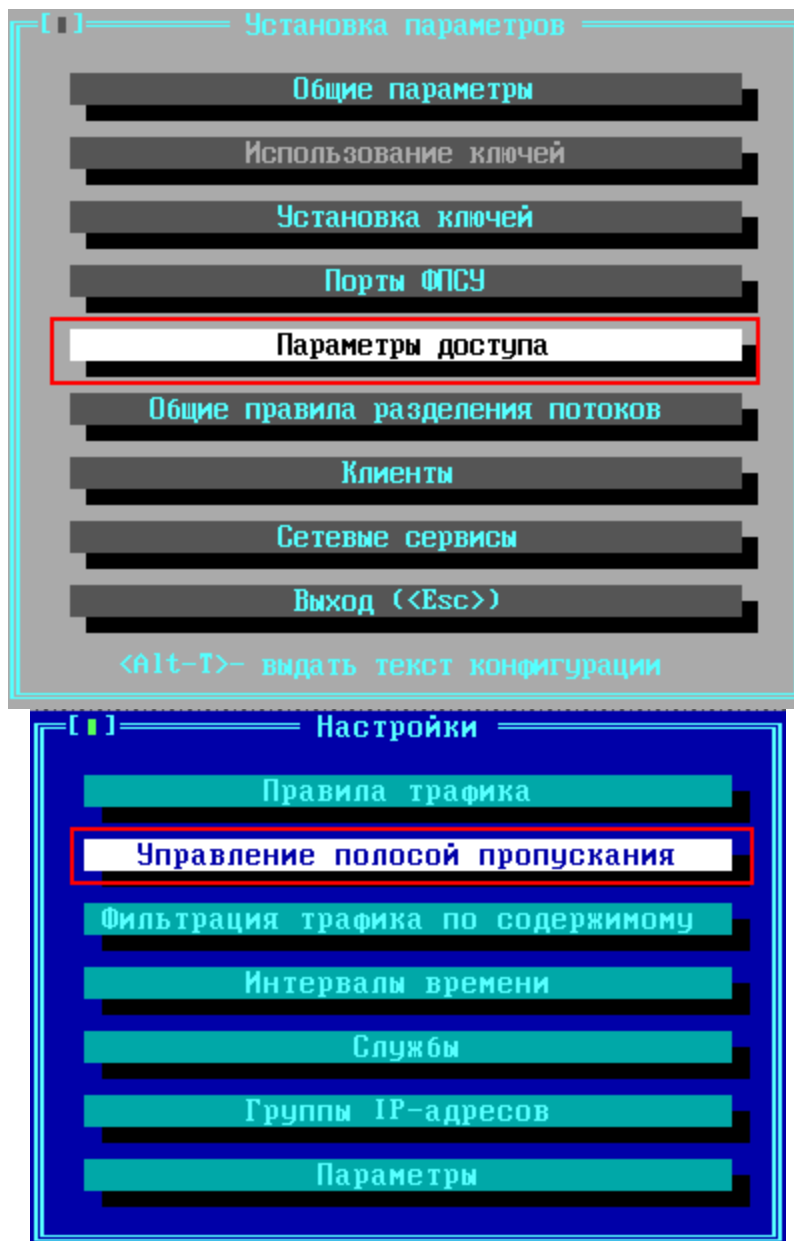 Установка параметров
Общие параметры
Использование ключей
Установка ключей
Порты ФПСУ
Параметры доступа
Общие правила разделения потоков
Клиенты
Сетевые сервисы
Выход (<Esc>)
<Alt-T>- выдать текст конфигурации
Настройки
Правила трафика
Управление полосой пропускания
Фильтрация трафика по содержимому
Интервалы времени
Службы
Группы IP-адресов
Параметры